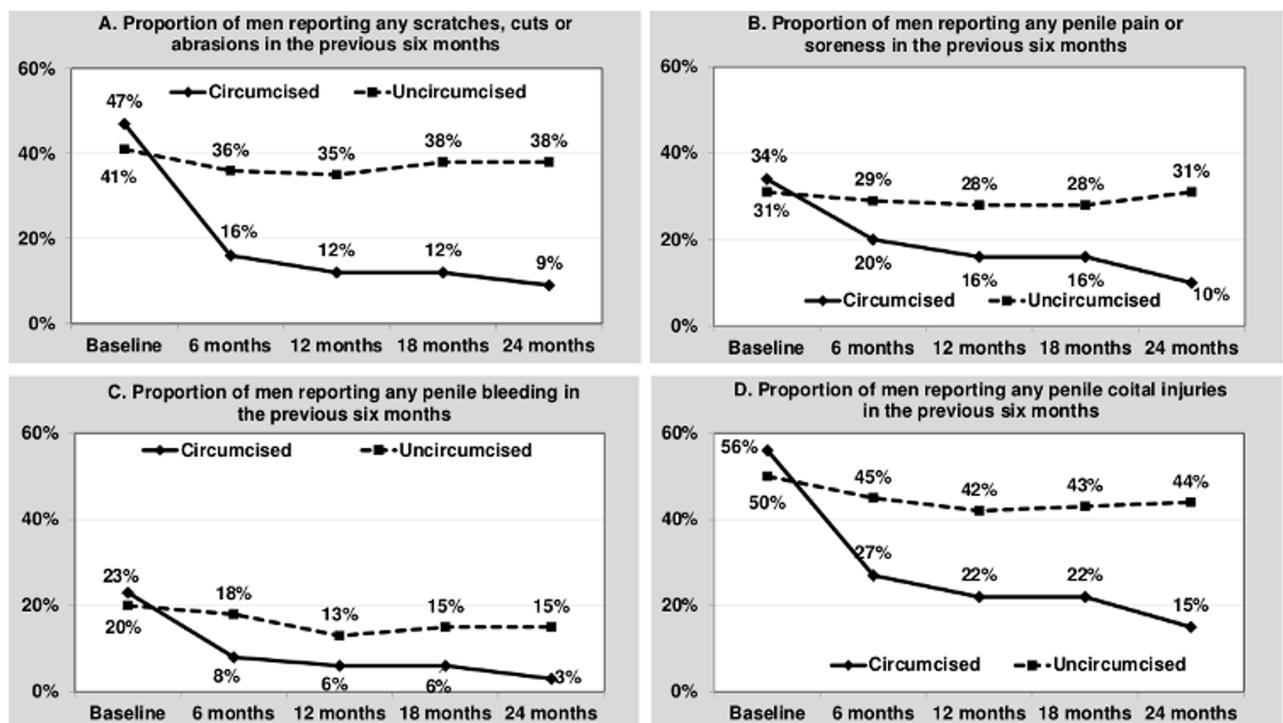 A. Proportion of men reporting any scratches, cuts or
abrasions in the previous six months
60%
40%
20%
0%
Circumcised
Uncircumcised
47%
41%
36%
35%
38%
38%
16%
12%
12%
9%
Baseline 6 months 12 months 18 months 24 months
B. Proportion of men reporting any penile pain or
soreness in the previous six months
60%
40%
20%
0%
34%
31%
29%
28%
28%
31%
20%
16%
16%
10%
Circumcised
Uncircumcised
Baseline 6 months 12 months 18 months 24 months
C. Proportion of men reporting any penile bleeding in
the previous six months
60%
40%
20%
0%
Circumcised
Uncircumcised
23%
20%
18%
13%
15%
15%
8%
6%
6%
3%
Baseline 6 months 12 months 18 months 24 months
D. Proportion of men reporting any penile coital injuries
in the previous six months
60%
40%
20%
0%
56%
50%
45%
42%
43%
44%
27%
22%
22%
15%
Circumcised
Uncircumcised
Baseline 6 months 12 months 18 months 24 months